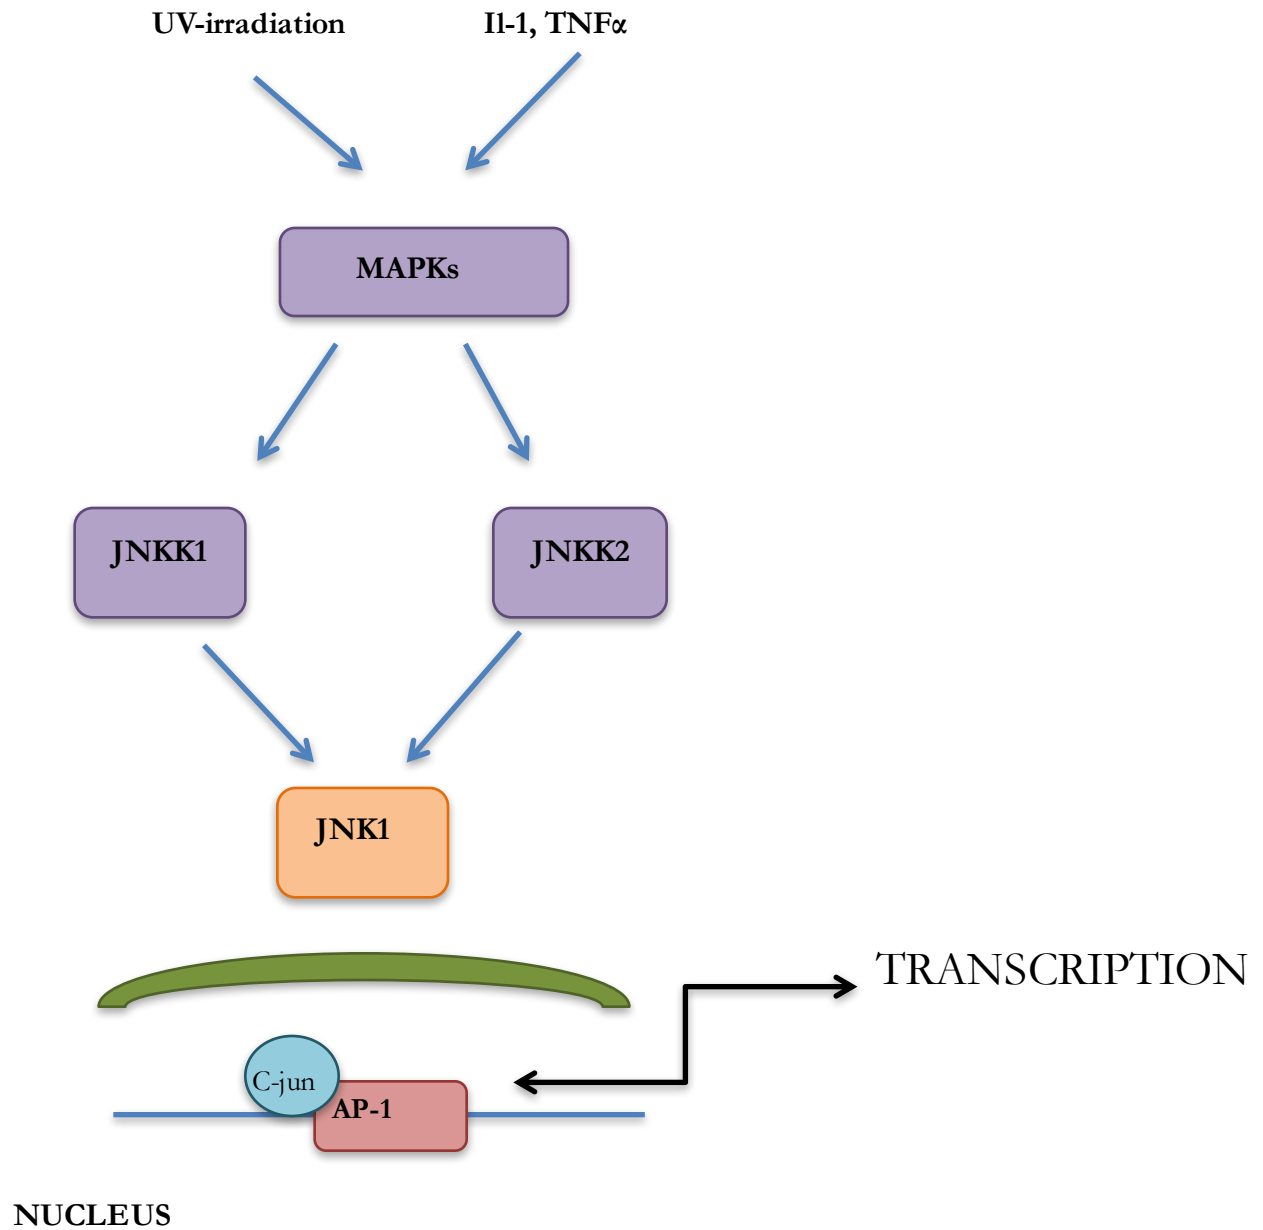 UV-irradiation
Il-1, TNFα
MAPKs
JNKK1
JNKK2
JNK1
TRANSCRIPTION
C-jun
AP-1
NUCLEUS